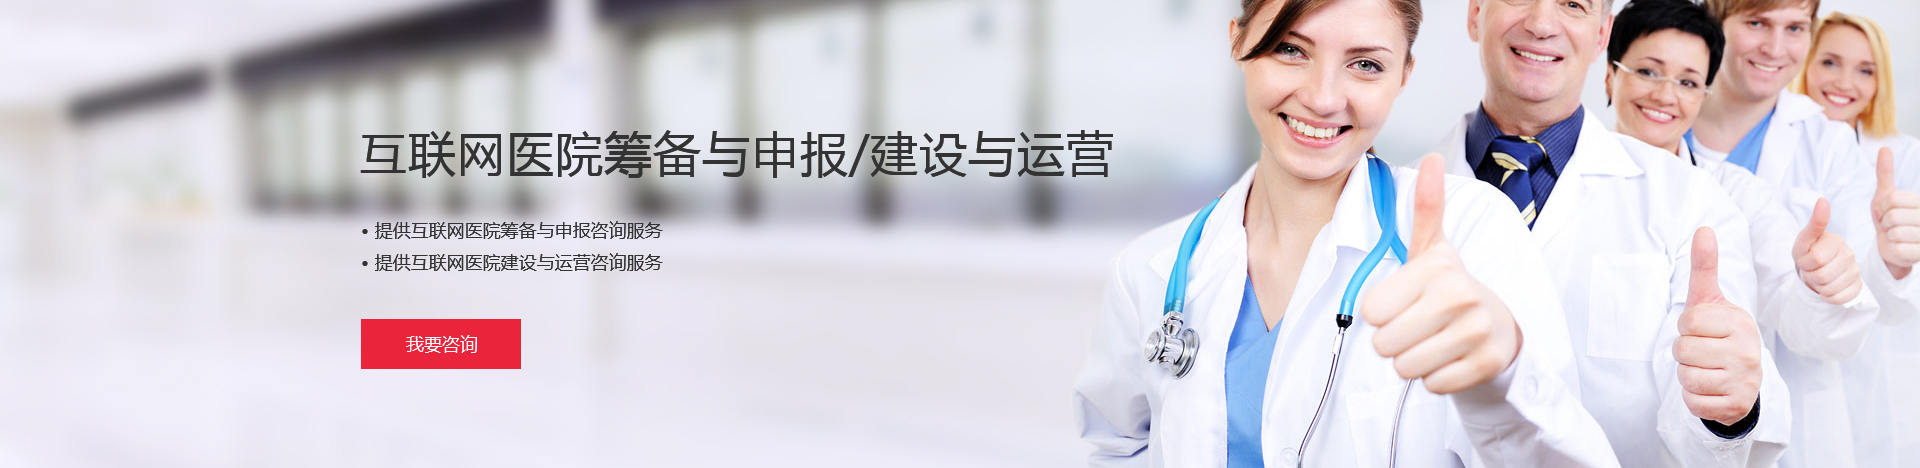 互联网医院筹备与申报/建设与运营
• 提供互联网医院筹备与申报咨询服务
• 提供互联网医院建设与运营咨询服务
我要咨询